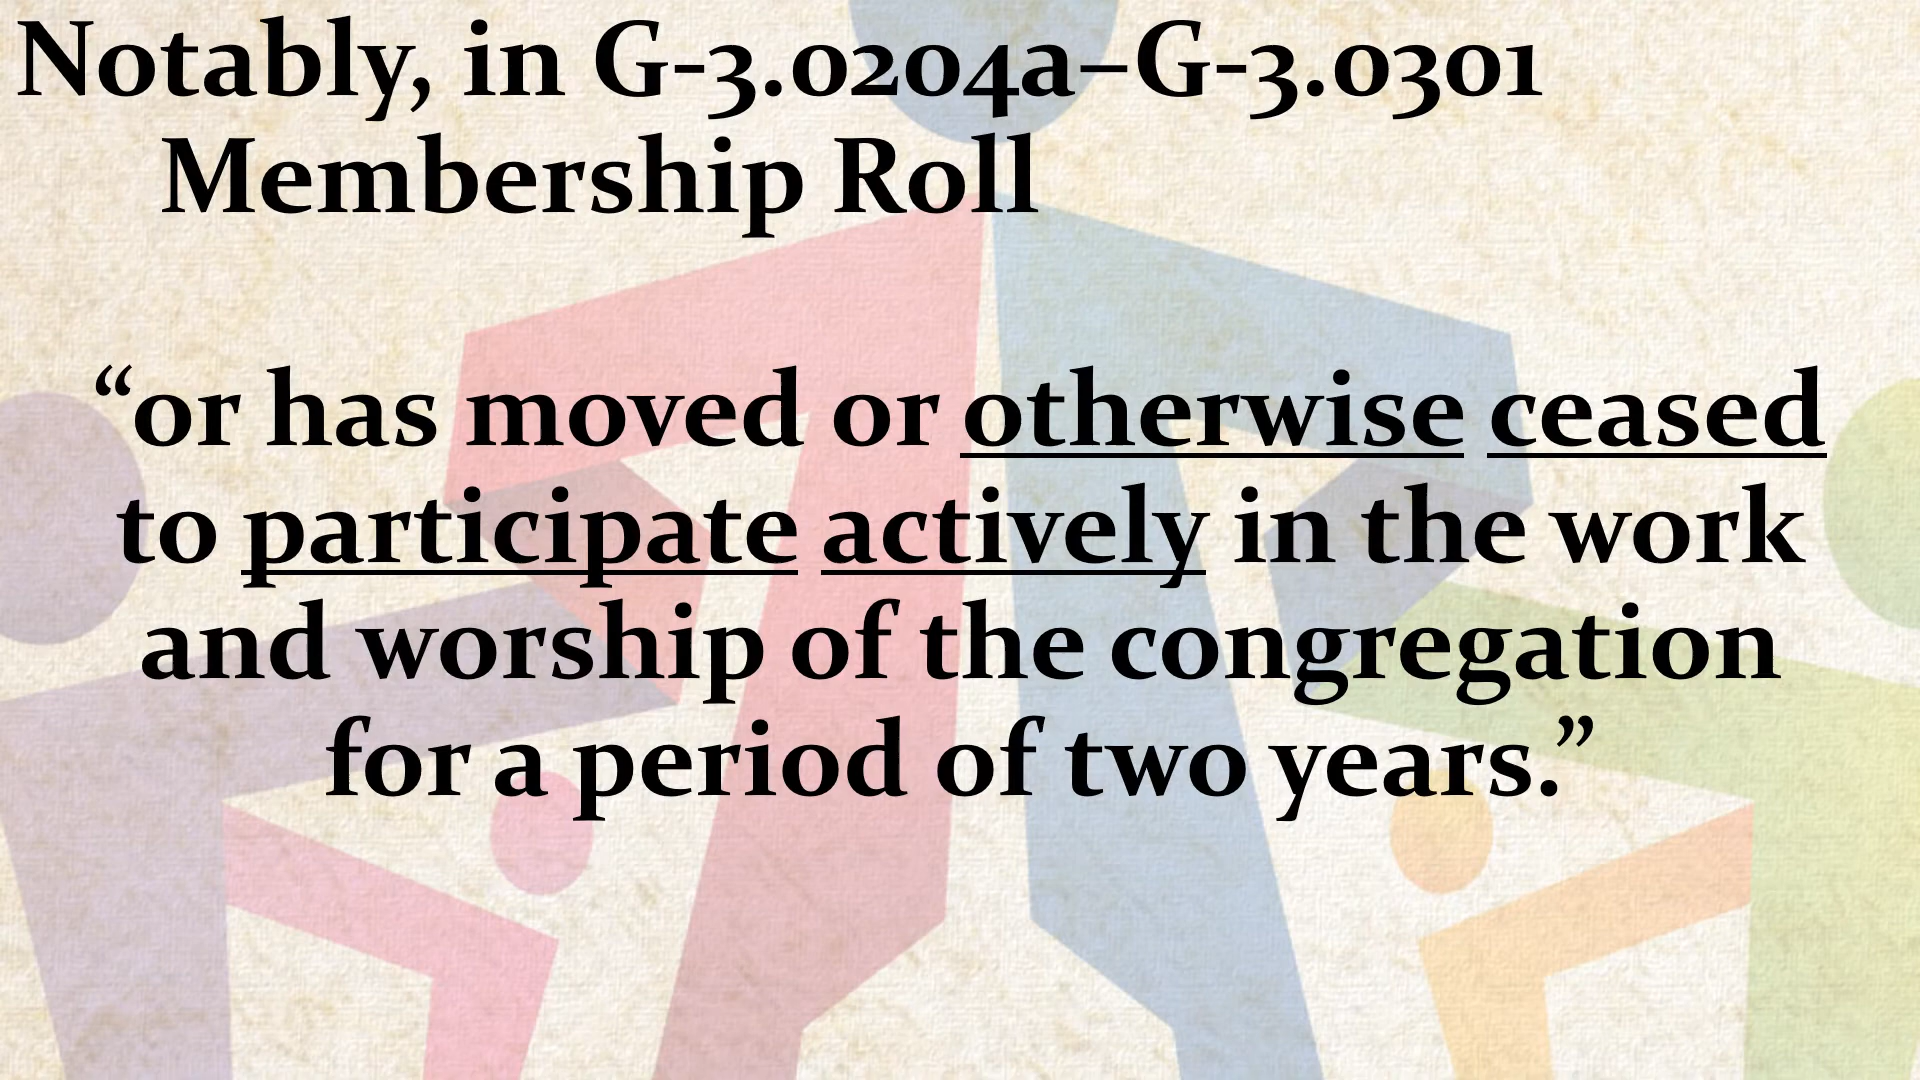 Notably, in G-3.0204a–G-3.0301
Membership Roll
“or has moved or otherwise ceased
to participate actively in the work
and worship of the congregation
for a period of two years.”